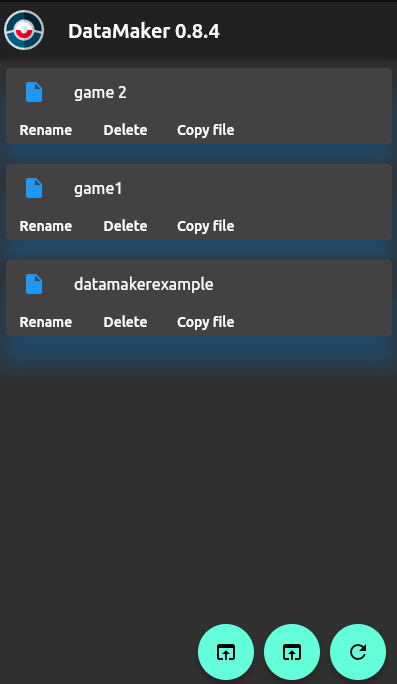 DataMaker 0.8.4
game 2
Rename Delete Copy file
game1
Rename Delete Copy file
datamakerexample
Rename Delete Copy file